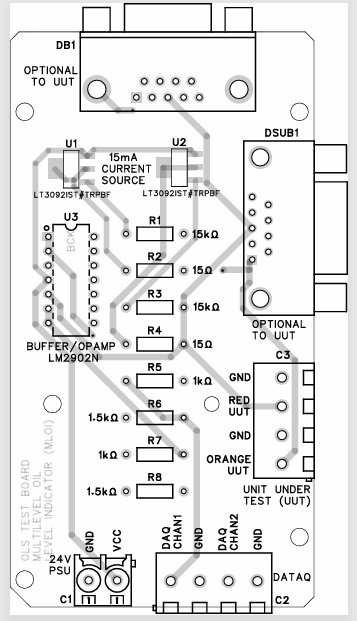 DB1
OPTIONAL
TO UUT
DSUB1
U1
15mA
CURRENT
SOURCE
U2
LT3092IST#TRPBF
LT3092IST#TRPBF
U3
BCK
R1
15kΩ
R2
15Ω
R3
15kΩ
R4
15Ω
BUFFER/OPAMP
LM2902N
OPTIONAL
TO UUT
R5
1kΩ
C3
GND
RED
UUT
GND
ORANGE
UUT
R6
1.5kΩ
R7
1kΩ
R8
1.5kΩ
UNIT UNDER
TEST (UUT)
OLS TEST BOARD
MULTILEVEL OIL
LEVEL INDICATOR (MLOI)
24V
PSU
GND
VCC
C1
DAQ
CHAN1
GND
DAQ
CHAN2
GND
DATAQ
C2